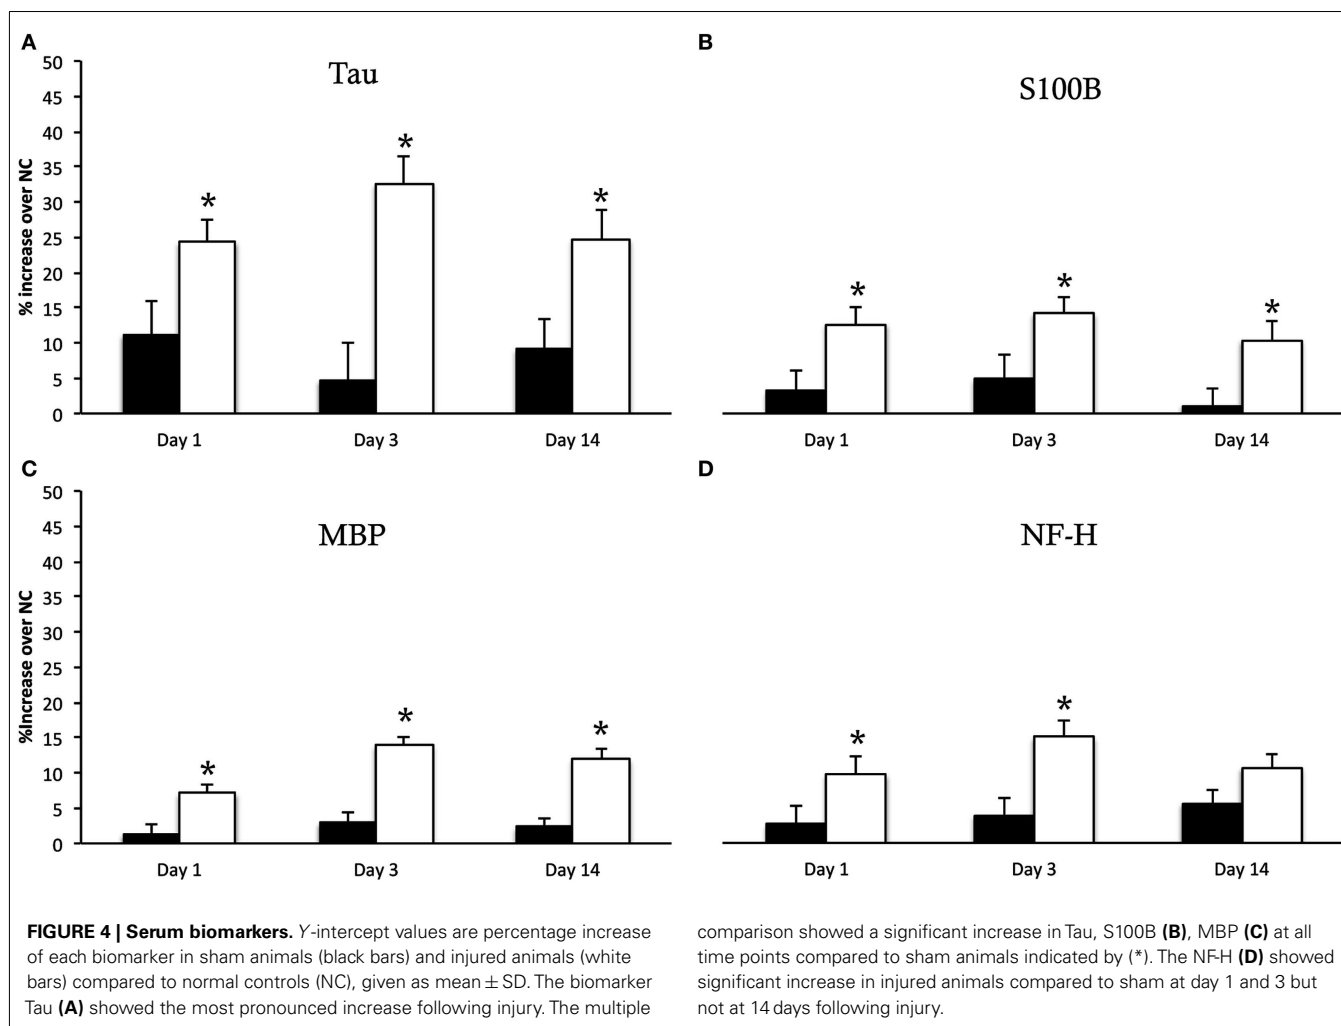 A
Tau
% increase over NC
50
45
40
35
30
25
20
15
10
5
0
*
*
*
Day 1
Day 3
Day 14
B
S100B
*
*
*
Day 1
Day 3
Day 14
C
MBP
%Increase over NC
50
45
40
35
30
25
20
15
10
5
0
*
*
*
Day 1
Day 3
Day 14
D
NF-H
*
*
Day 1
Day 3
Day 14
FIGURE 4 | Serum biomarkers. Y-intercept values are percentage increase
of each biomarker in sham animals (black bars) and injured animals (white
bars) compared to normal controls (NC), given as mean ± SD. The biomarker
Tau (A) showed the most pronounced increase following injury. The multiple
comparison showed a significant increase in Tau, S100B (B), MBP (C) at all
time points compared to sham animals indicated by (*). The NF-H (D) showed
significant increase in injured animals compared to sham at day 1 and 3 but
not at 14 days following injury.